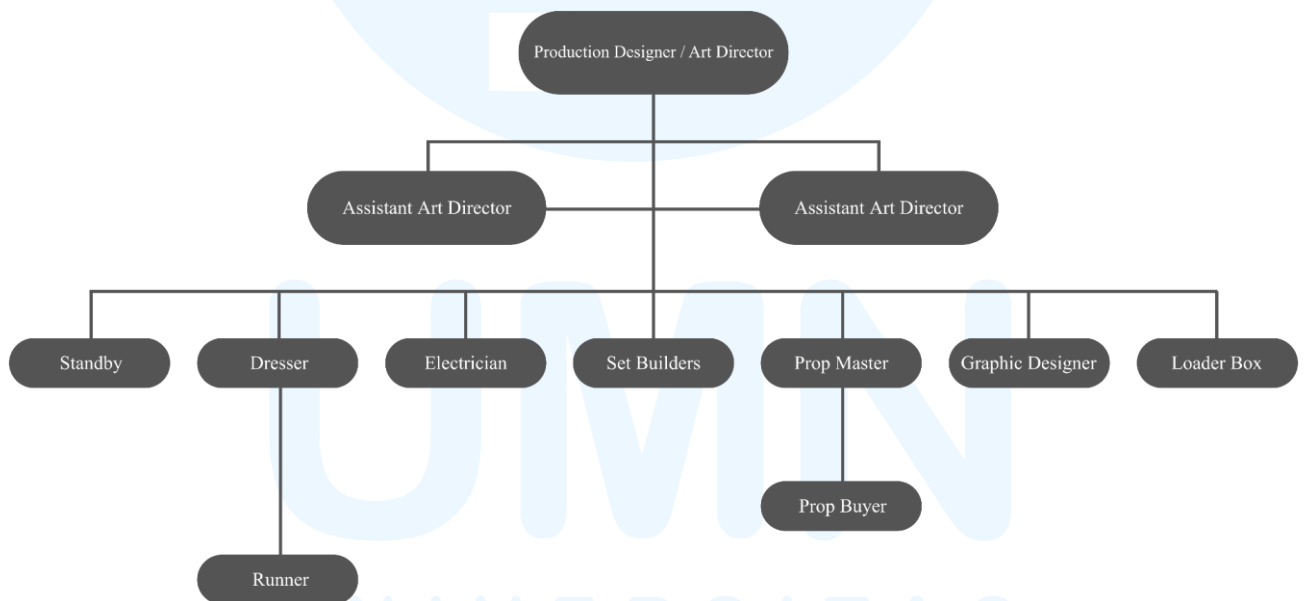 Production Designer / Art Director
Assistant Art Director
Assistant Art Director
Standby
Dresser
Electrician
Set Builders
Prop Master
Graphic Designer
Loader Box
Prop Buyer
Runner
UMN